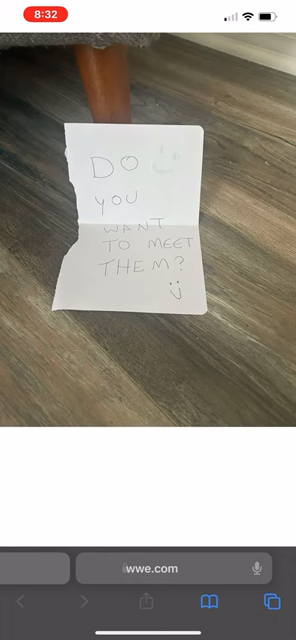 8:32
DO
YOU
WANT
TO MEET
THEM?
:)
wwe.com